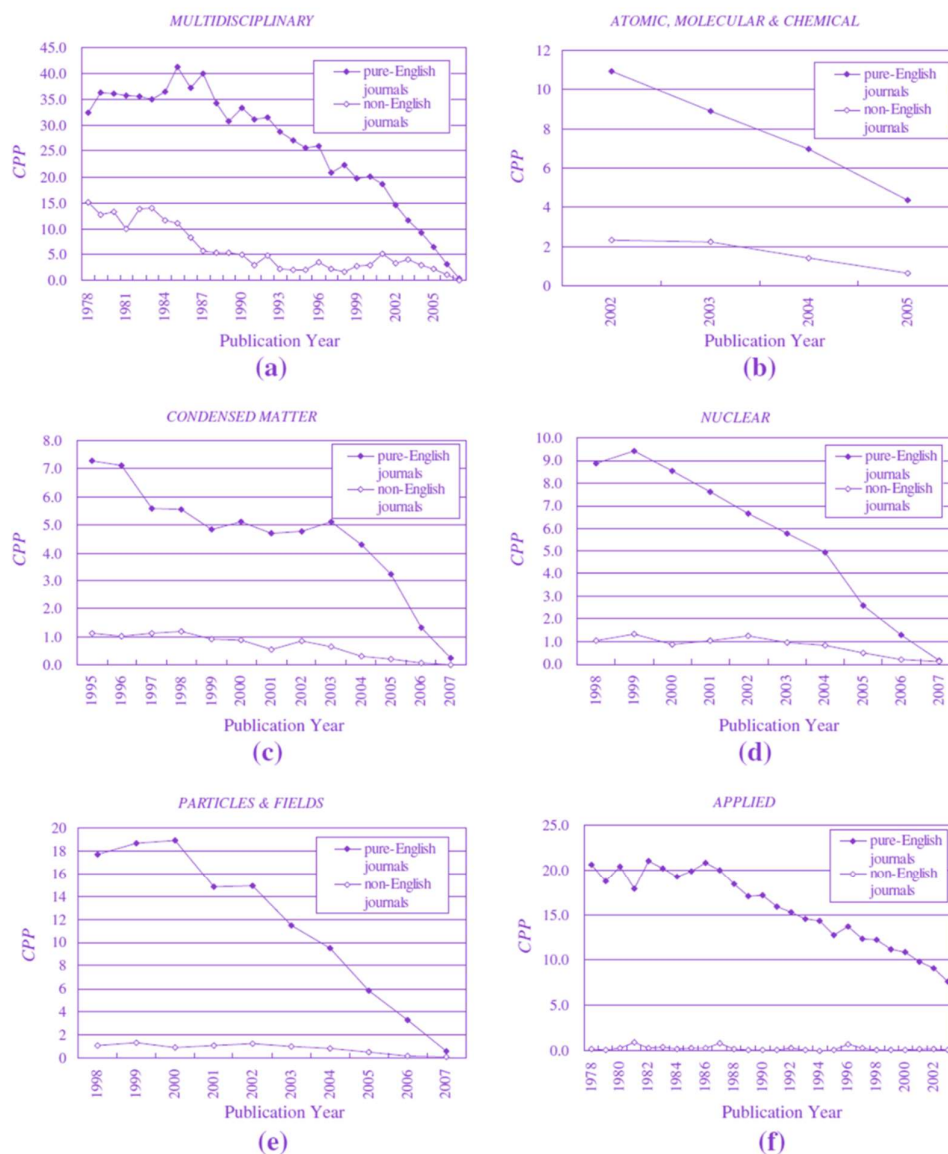 MULTIDISCIPLINARY
45.0
40.0
35.0
30.0
25.0
20.0
15.0
10.0
5.0
0.0
CPP
pure-English
journals
non-English
journals
1978
1981
1984
1987
1990
1993
1996
1999
2002
2005
Publication Year
(a)
ATOMIC, MOLECULAR & CHEMICAL
12
10
8
6
4
2
0
CPP
pure-English
journals
non-English
journals
2002
2003
2004
2005
Publication Year
(b)
CONDENSED MATTER
8.0
7.0
6.0
5.0
4.0
3.0
2.0
1.0
0.0
CPP
pure-English
journals
non-English
journals
1995
1996
1997
1998
1999
2000
2001
2002
2003
2004
2005
2006
2007
Publication Year
(c)
NUCLEAR
10.0
9.0
8.0
7.0
6.0
5.0
4.0
3.0
2.0
1.0
0.0
CPP
pure-English
journals
non-English
journals
1998
1999
2000
2001
2002
2003
2004
2005
2006
2007
Publication Year
(d)
PARTICLES & FIELDS
20
18
16
14
12
10
8
6
4
2
0
CPP
pure-English
journals
non-English
journals
1998
1999
2000
2001
2002
2003
2004
2005
2006
2007
Publication Year
(e)
APPLIED
25.0
20.0
15.0
10.0
5.0
0.0
CPP
pure-English
journals
non-English
journals
1978
1980
1982
1984
1986
1988
1990
1992
1994
1996
1998
2000
2002
Publication Year
(f)